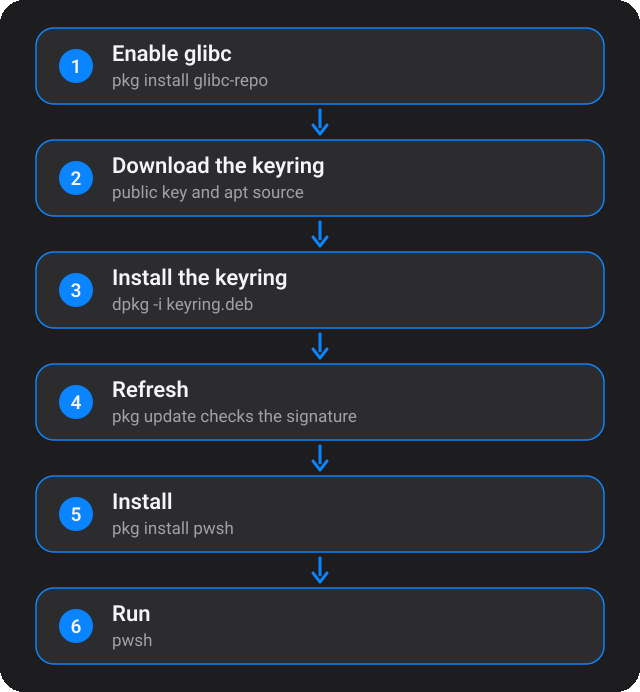 1
Enable glibc
pkg install glibc-repo
2
Download the keyring
public key and apt source
3
Install the keyring
dpkg -i keyring.deb
4
Refresh
pkg update checks the signature
5
Install
pkg install pwsh
6
Run
pwsh